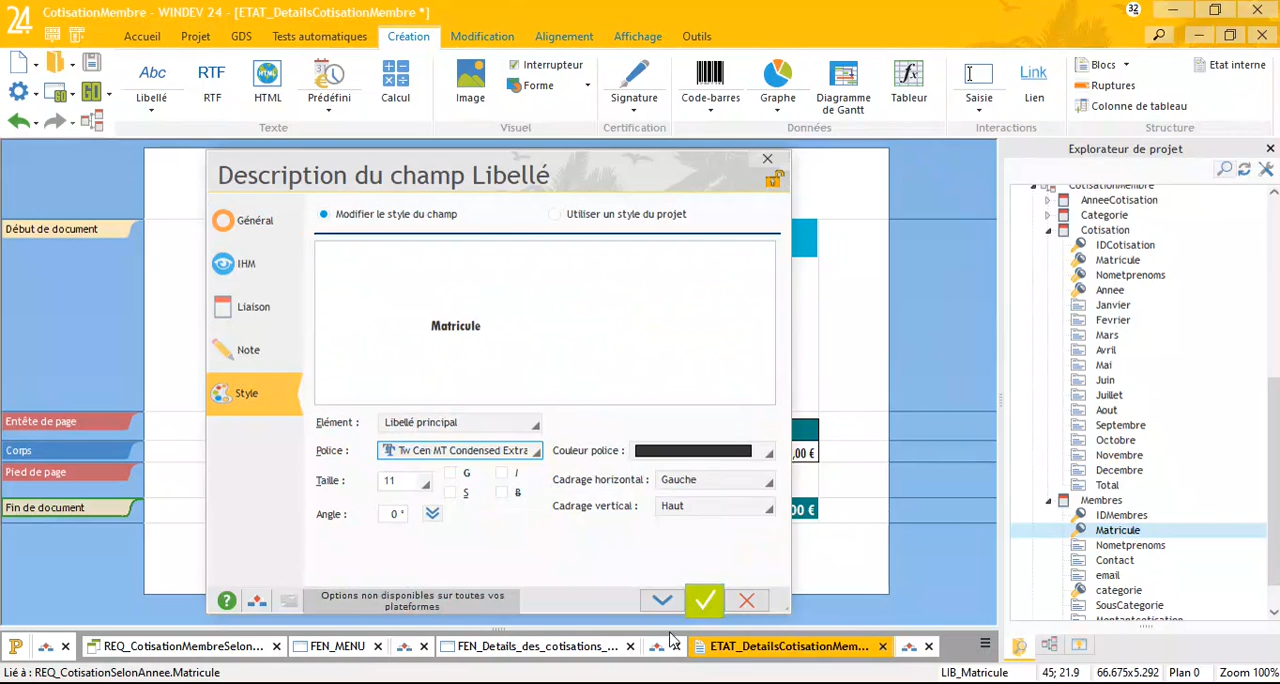 24 CotisationMembre - WINDEV 24 - [ETAT_DetailsCotisationMembre *] 32
Accueil Projet GDS Tests automatiques Création Modification Alignement Affichage Outils
Abc RTF HTML 24 Link
Libellé RTF HTML Prédéfini Calcul
Texte
Image Interrupteur
Forme
Visuel
Signature
Certification
Code-barres Graphe Diagramme de Gantt Tableur
Données
Saisie Lien
Interactions
Blocs Etat interne
Ruptures
Colonne de tableau
Structure
GO GO
Début de document
Entête de page
Corps
Pied de page
Fin de document
Description du champ Libellé
Général
IHM
Liaison
Note
Style
Modifier le style du champ Utiliser un style du projet
Matricule
Elément : Libellé principal
Police : Tw Cen MT Condensed Extra Couleur police :
Taille : 11 G I Cadrage horizontal : Gauche
S B
Angle : 0 ° Cadrage vertical : Haut
? Options non disponibles sur toutes vos
plateformes
,00 €
00 €
Explorateur de projet
CotisationMembre
AnneeCotisation
Categorie
Cotisation
IDCotisation
Matricule
Nometprenoms
Annee
Janvier
Fevrier
Mars
Avril
Mai
Juin
Juillet
Aout
Septembre
Octobre
Novembre
Decembre
Total
Membres
IDMembres
Matricule
Nometprenoms
Contact
email
categorie
SousCategorie
P REQ_CotisationMembreSelon... FEN_MENU FEN_Details_des_cotisations_... ETAT_DetailsCotisationMem...
Lié à : REQ_CotisationSelonAnnee.Matricule LIB_Matricule 45; 21.9 66.675x5.292 Plan 0 Zoom 100%